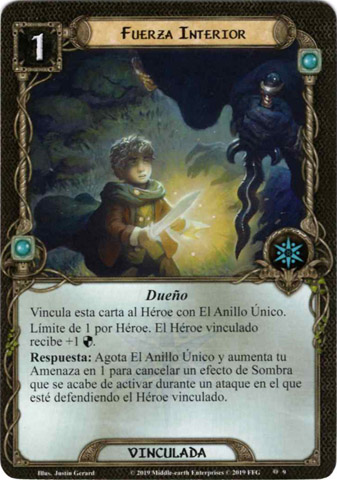 1
FUERZA INTERIOR
Dueño
Vincula esta carta al Héroe con El Anillo Único.
Límite de 1 por Héroe. El Héroe vinculado
recibe +1
Respuesta: Agota El Anillo Único y aumenta tu
Amenaza en 1 para cancelar un efecto de Sombra
que se acabe de activar durante un ataque en el que
esté defendiendo el Héroe vinculado.
VINCULADA
Illus. Justin Gerard
© 2019 Middle-earth Enterprises © 2019 FFG
9